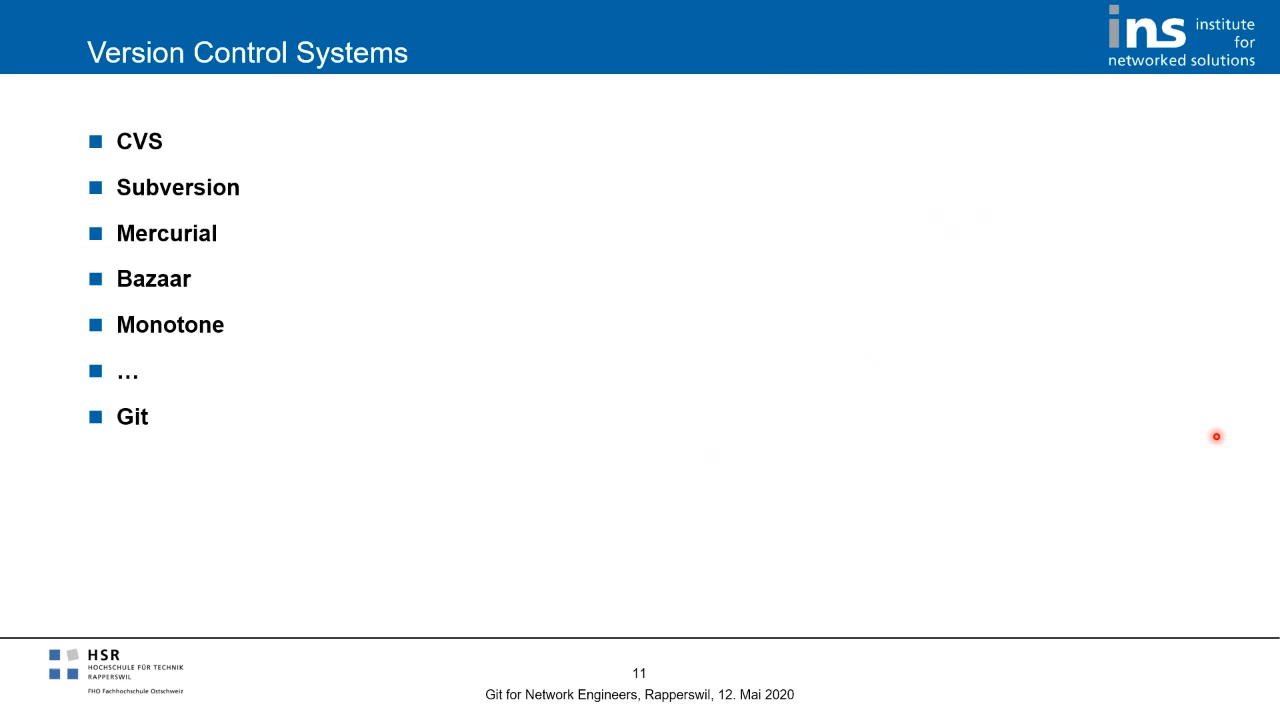 Version Control Systems
ins institute
for
networked solutions
CVS
Subversion
Mercurial
Bazaar
Monotone
…
Git
HSR
HOCHSCHULE FÜR TECHNIK
RAPPERSWIL
FHO Fachhochschule Ostschweiz
11
Git for Network Engineers, Rapperswil, 12. Mai 2020